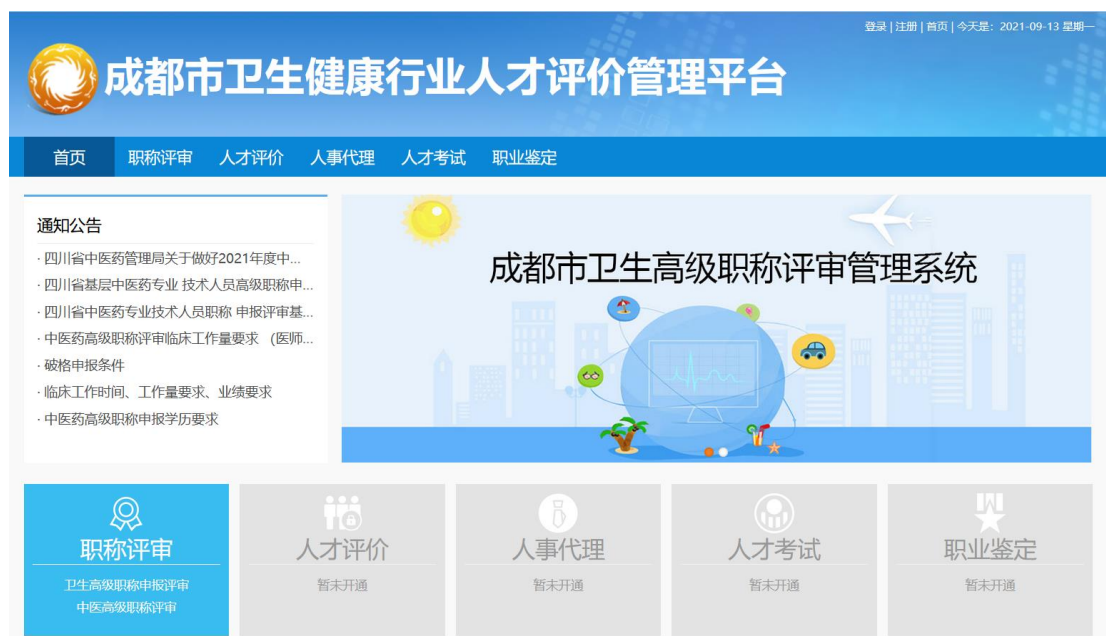 登录 | 注册 | 首页 | 今天是：2021-09-13 星期一
成都市卫生健康行业人才评价管理平台
首页 职称评审 人才评价 人事代理 人才考试 职业鉴定
通知公告
· 四川省中医药管理局关于做好2021年度中...
· 四川省基层中医药专业 技术人员高级职称申...
· 四川省中医药专业技术人员职称 申报评审基...
· 中医药高级职称评审临床工作量要求 （医师...
· 破格申报条件
· 临床工作时间、工作量要求、业绩要求
· 中医药高级职称申报学历要求
成都市卫生高级职称评审管理系统
职称评审
卫生高级职称申报评审
中医高级职称评审
人才评价
暂未开通
人事代理
暂未开通
人才考试
暂未开通
职业鉴定
暂未开通